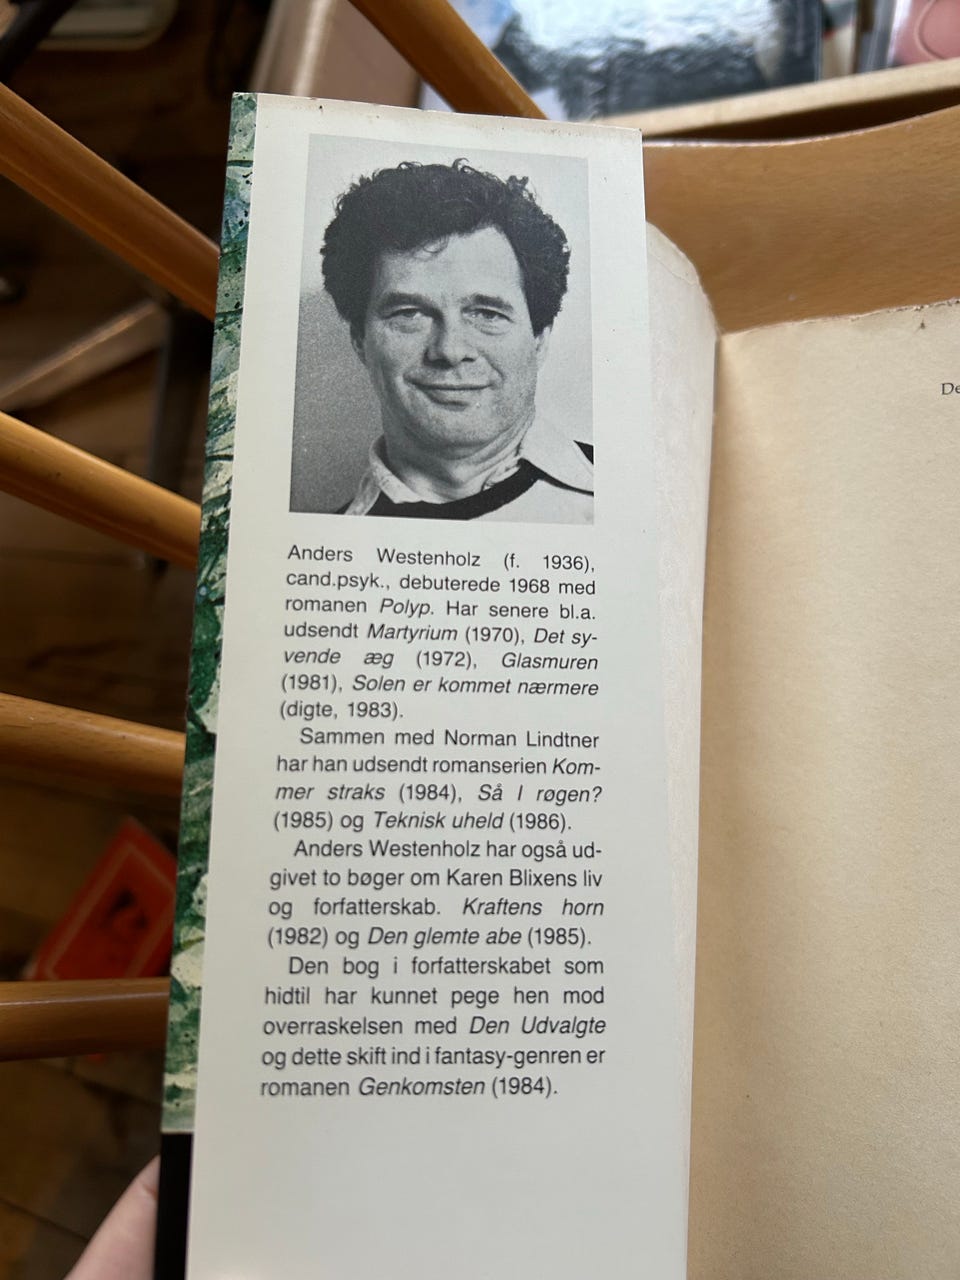 Anders Westenholz (f. 1936),
cand.psyk., debuterede 1968 med
romanen Polyp. Har senere bl.a.
udsendt Martyrium (1970), Det sy-
vende æg (1972), Glasmuren
(1981), Solen er kommet nærmere
(digte, 1983).
Sammen med Norman Lindtner
har han udsendt romanserien Kom-
mer straks (1984), Så I røgen?
(1985) og Teknisk uheld (1986).
Anders Westenholz har også ud-
givet to bøger om Karen Blixens liv
og forfatterskab. Kraftens horn
(1982) og Den glemte abe (1985).
Den bog i forfatterskabet som
hidtil har kunnet pege hen mod
overraskelsen med Den Udvalgte
og dette skift ind i fantasy-genren er
romanen Genkomsten (1984).
De